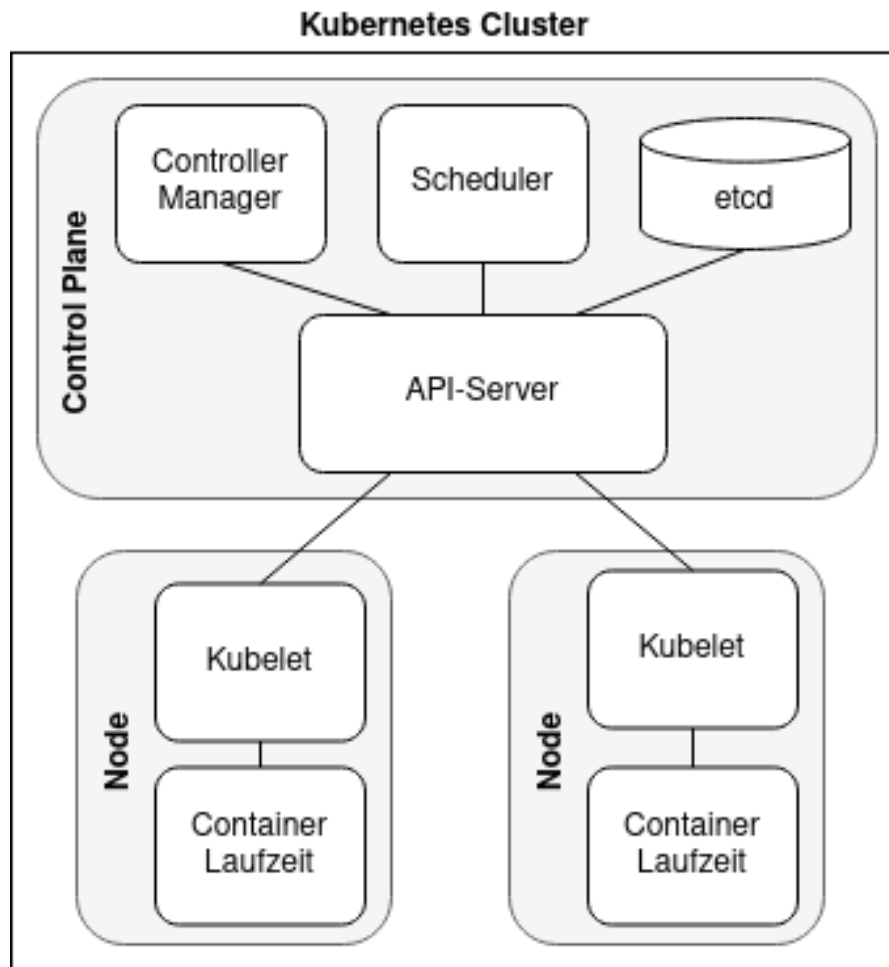 Kubernetes Cluster
Control Plane
Controller
Manager
Scheduler
etcd
API-Server
Node
Kubelet
Container
Laufzeit
Node
Kubelet
Container
Laufzeit